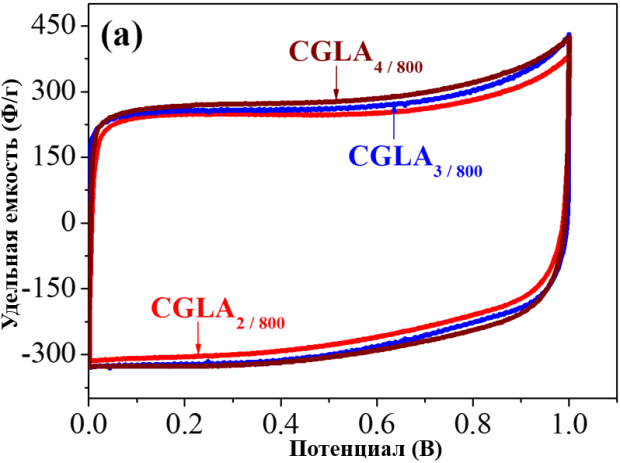 (a)
CGLA4 / 800
CGLA3 / 800
CGLA2 / 800
Удельная емкость (Ф/г)
450
300
150
0
-150
-300
0.0 0.2 0.4 0.6 0.8 1.0
Потенциал (В)